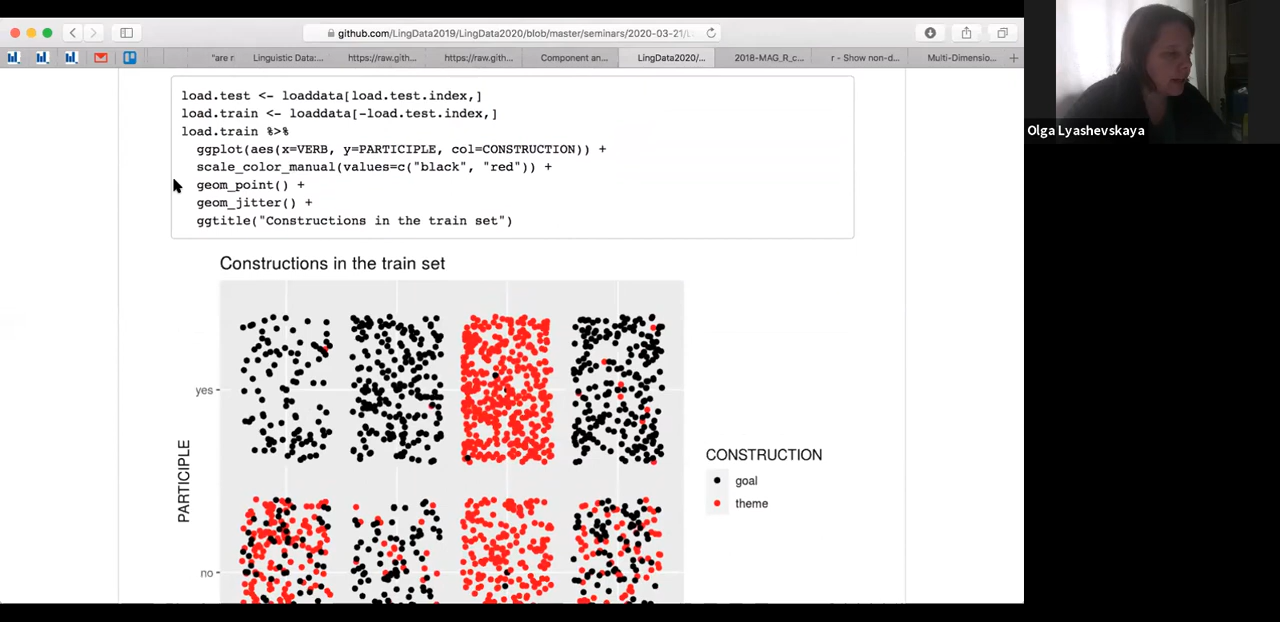 github.com/LingData2019/LingData2020/blob/master/seminars/2020-03-21/L
"are r
Linguistic Data:...
https://raw.gith...
https://raw.gith...
Component an...
LingData2020/...
2018-MAG_R_c...
r - Show non-d...
Multi-Dimensio...
load.test <- loaddata[load.test.index,]
load.train <- loaddata[-load.test.index,]
load.train %>%
ggplot(aes(x=VERB, y=PARTICIPLE, col=CONSTRUCTION)) +
scale_color_manual(values=c("black", "red")) +
geom_point() +
geom_jitter() +
ggtitle("Constructions in the train set")
Constructions in the train set
yes
PARTICIPLE
no
CONSTRUCTION
goal
theme
Olga Lyashevskaya